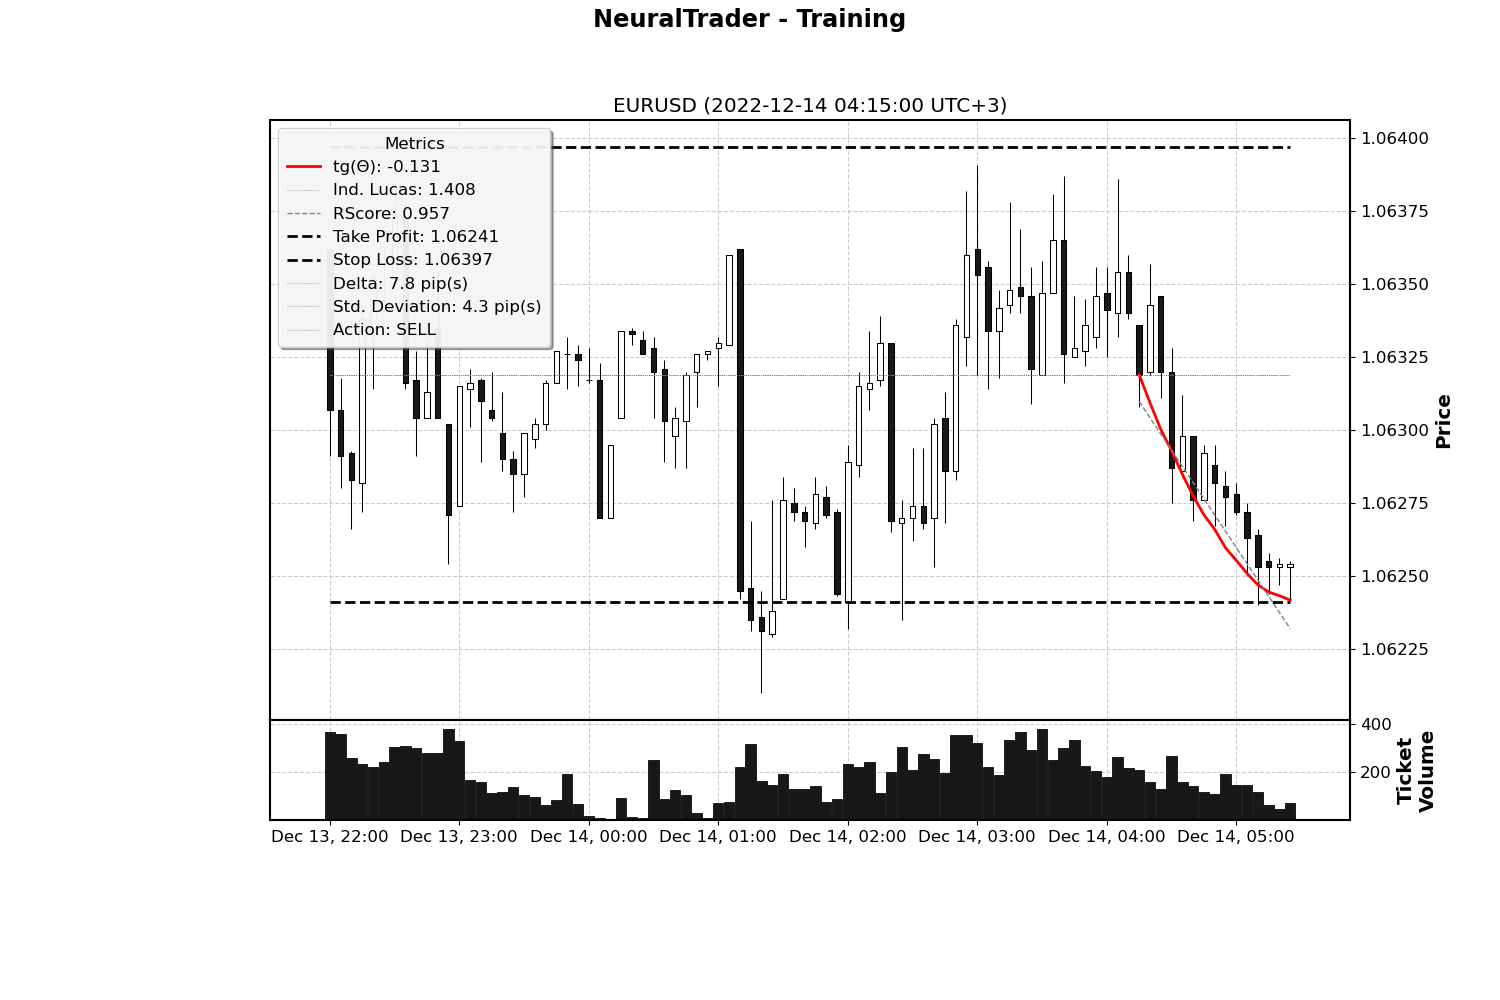 NeuralTrader - Training
EURUSD (2022-12-14 04:15:00 UTC+3)
Metrics
tg(Θ): -0.131
Ind. Lucas: 1.408
RScore: 0.957
Take Profit: 1.06241
Stop Loss: 1.06397
Delta: 7.8 pip(s)
Std. Deviation: 4.3 pip(s)
Action: SELL
1.06400
1.06375
1.06350
1.06325
1.06300
1.06275
1.06250
1.06225
Price
400
200
Ticket
Volume
Dec 13, 22:00 Dec 13, 23:00 Dec 14, 00:00 Dec 14, 01:00 Dec 14, 02:00 Dec 14, 03:00 Dec 14, 04:00 Dec 14, 05:00